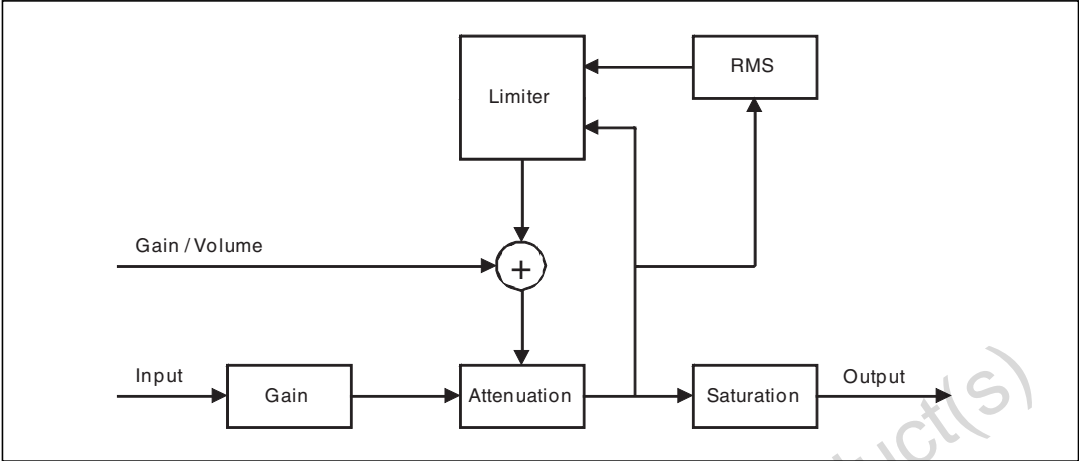 RMS
Limiter
Gain / Volume
+
Input
Gain
Attenuation
Saturation
Output